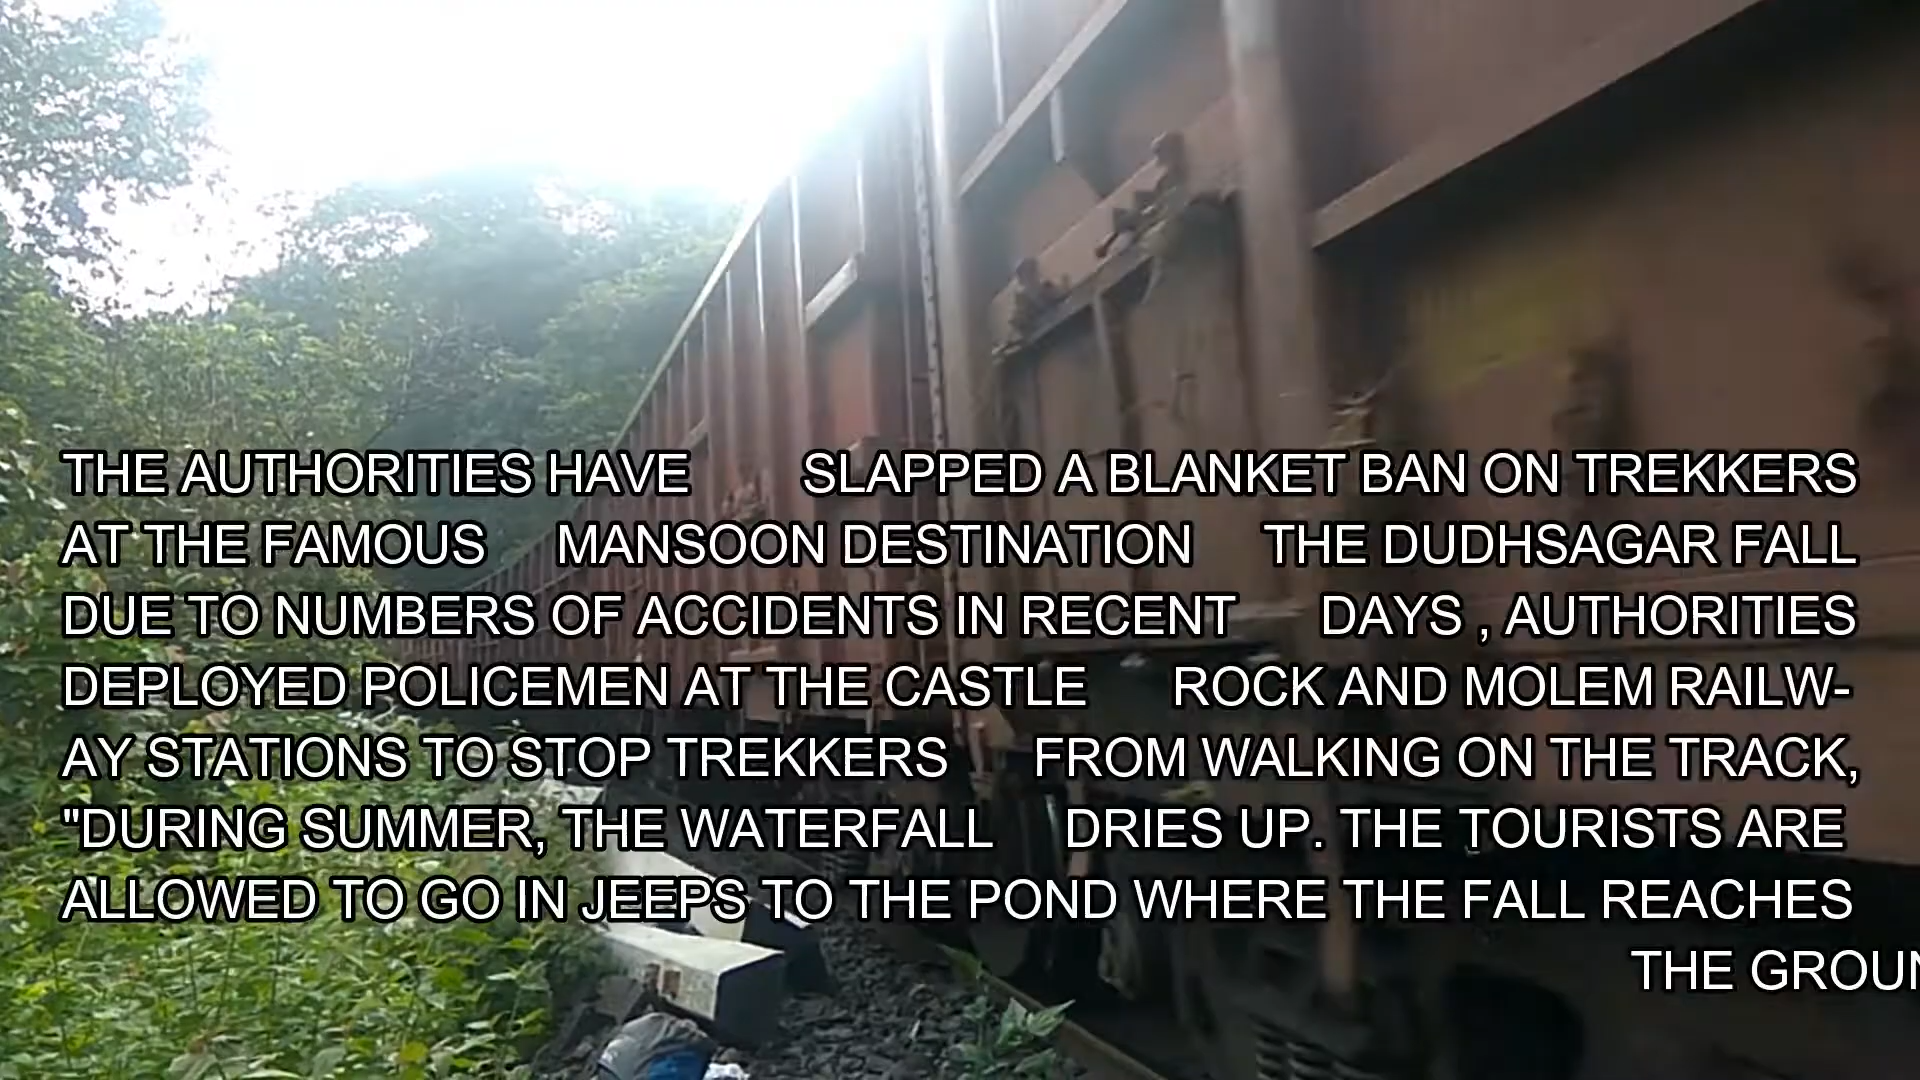 THE AUTHORITIES HAVE SLAPPED A BLANKET BAN ON TREKKERS
AT THE FAMOUS MANSOON DESTINATION THE DUDHSAGAR FALL
DUE TO NUMBERS OF ACCIDENTS IN RECENT DAYS , AUTHORITIES
DEPLOYED POLICEMEN AT THE CASTLE ROCK AND MOLEM RAILW-
AY STATIONS TO STOP TREKKERS FROM WALKING ON THE TRACK,
"DURING SUMMER, THE WATERFALL DRIES UP. THE TOURISTS ARE
ALLOWED TO GO IN JEEPS TO THE POND WHERE THE FALL REACHES
THE GROUN